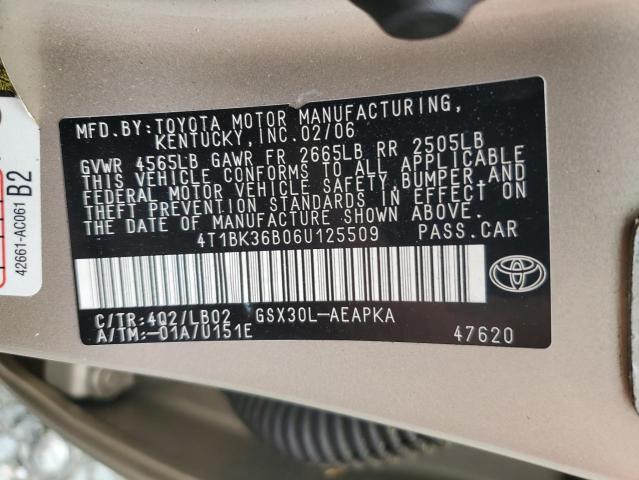 MFD.BY:TOYOTA MOTOR MANUFACTURING,
KENTUCKY,INC.02/06
GVWR 4565LB GAWR FR 2665LB RR 2505LB
THIS VEHICLE CONFORMS TO ALL APPLICABLE
FEDERAL MOTOR VEHICLE SAFETY,BUMPER AND
THEFT PREVENTION STANDARDS IN EFFECT ON
THE DATE OF MANUFACTURE SHOWN ABOVE.
4T1BK36B06U125509 PASS.CAR
C/TR:4Q2/LB02 GSX30L-AEAPKA
A/TM:-01A/U151E 47620
TOYOTA
42661-AC061 B2